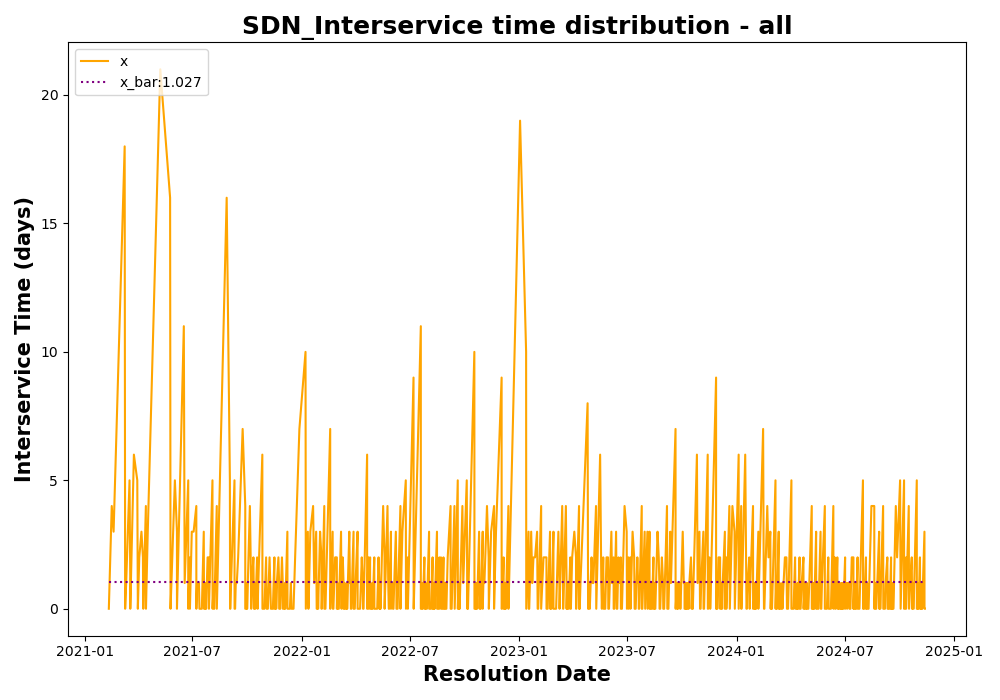 SDN_Interservice time distribution - all
x
x_bar:1.027
Interservice Time (days)
20
15
10
5
0
2021-01 2021-07 2022-01 2022-07 2023-01 2023-07 2024-01 2024-07 2025-01
Resolution Date